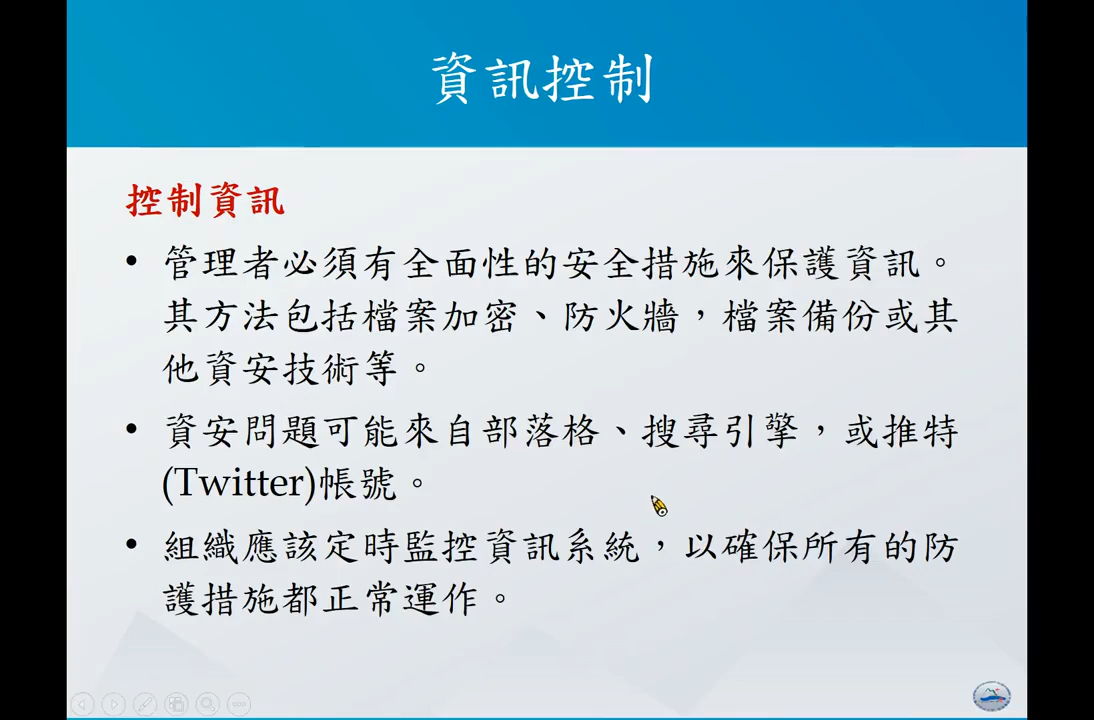 資訊控制
控制資訊
• 管理者必須有全面性的安全措施來保護資訊。
其方法包括檔案加密、防火牆，檔案備份或其
他資安技術等。
• 資安問題可能來自部落格、搜尋引擎，或推特
(Twitter)帳號。
• 組織應該定時監控資訊系統，以確保所有的防
護措施都正常運作。